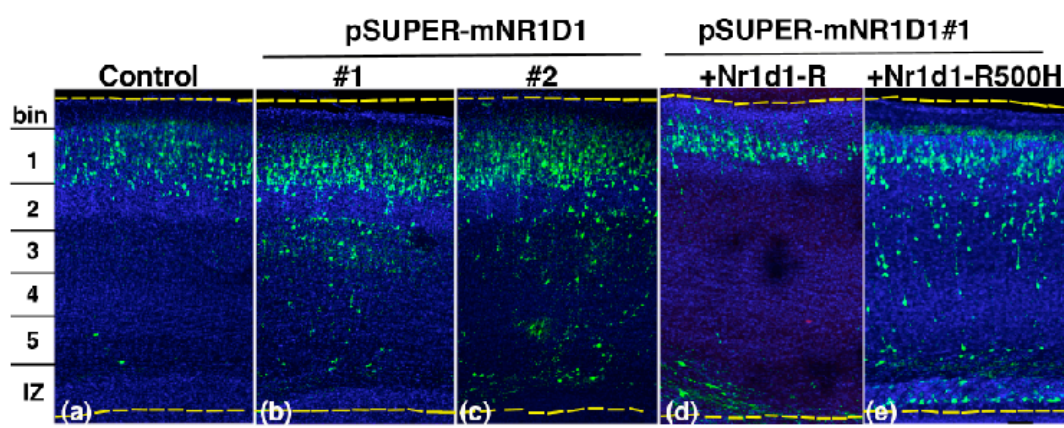 pSUPER-mNR1D1 pSUPER-mNR1D1#1
Control #1 #2 +Nr1d1-R +Nr1d1-R500H
bin
1
2
3
4
5
IZ
(a) (b) (c) (d) (e)